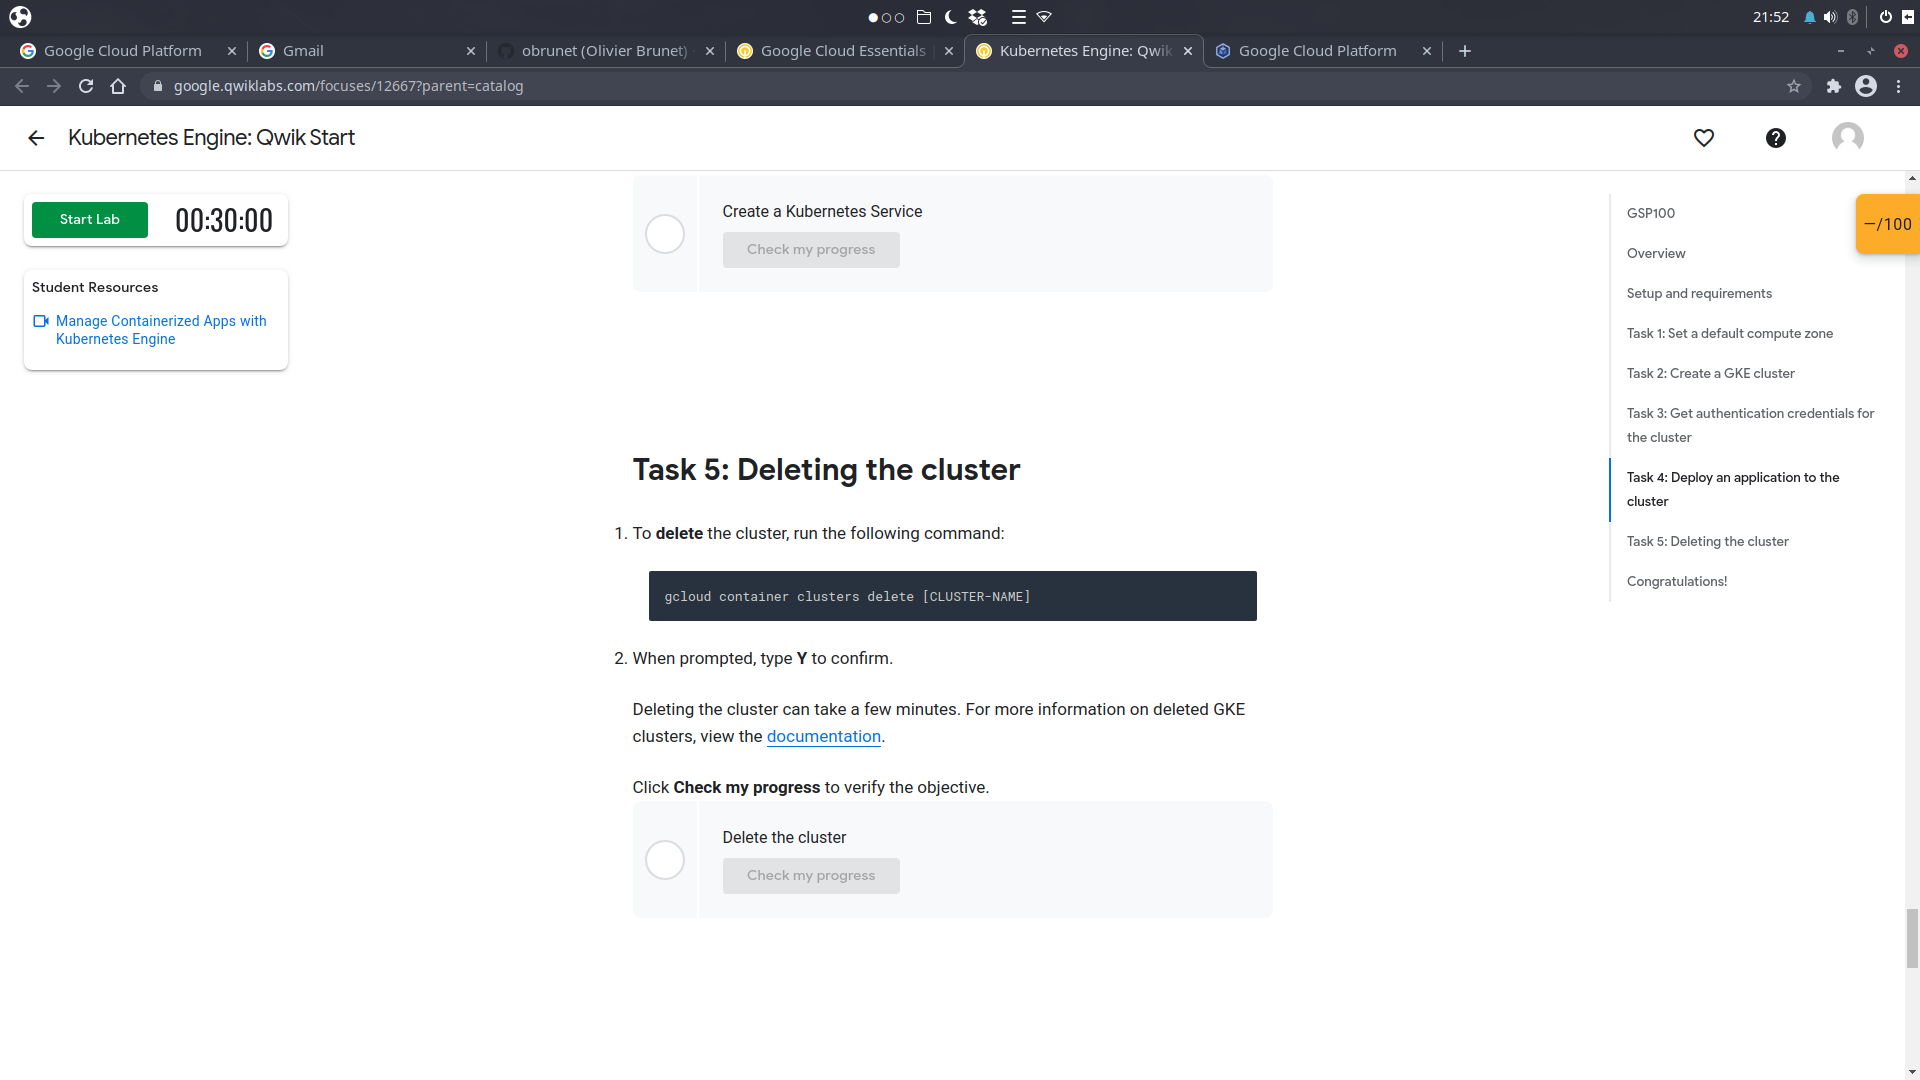 21:52
Google Cloud Platform
Gmail
obrunet (Olivier Brunet)
Google Cloud Essentials
Kubernetes Engine: Qwik
Google Cloud Platform
google.qwiklabs.com/focuses/12667?parent=catalog
Kubernetes Engine: Qwik Start
Start Lab
00:30:00
Student Resources
Manage Containerized Apps with
Kubernetes Engine
Create a Kubernetes Service
Check my progress
Task 5: Deleting the cluster
1. To delete the cluster, run the following command:
gcloud container clusters delete [CLUSTER-NAME]
2. When prompted, type Y to confirm.
Deleting the cluster can take a few minutes. For more information on deleted GKE
clusters, view the documentation.
Click Check my progress to verify the objective.
Delete the cluster
Check my progress
GSP100
Overview
Setup and requirements
Task 1: Set a default compute zone
Task 2: Create a GKE cluster
Task 3: Get authentication credentials for
the cluster
Task 4: Deploy an application to the
cluster
Task 5: Deleting the cluster
Congratulations!
—/100